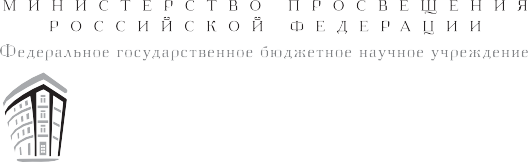 МИНИСТЕРСТВО ПРОСВЕЩЕНИЯ
РОССИЙСКОЙ ФЕДЕРАЦИИ
Федеральное государственное бюджетное научное учреждение